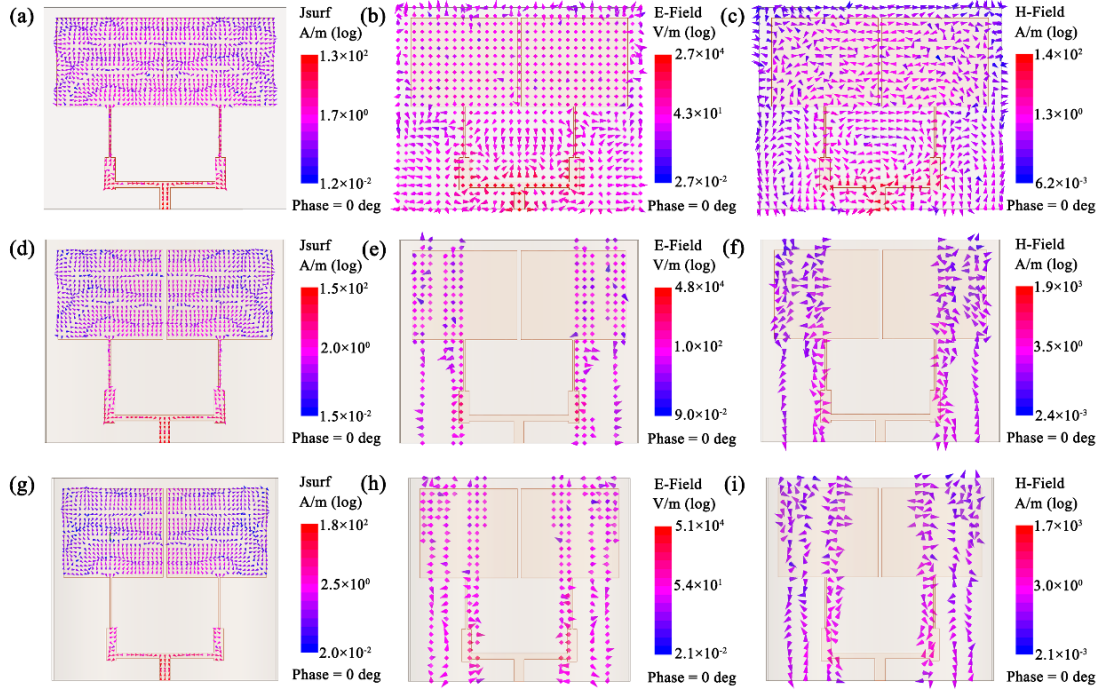 (a)
Jsurf
A/m (log)
1.3×10²
1.7×10⁰
1.2×10⁻²
Phase = 0 deg
(b)
E-Field
V/m (log)
2.7×10⁴
4.3×10¹
2.7×10⁻²
Phase = 0 deg
(c)
H-Field
A/m (log)
1.4×10²
1.3×10⁰
6.2×10⁻³
Phase = 0 deg
(d)
Jsurf
A/m (log)
1.5×10²
2.0×10⁰
1.5×10⁻²
Phase = 0 deg
(e)
E-Field
V/m (log)
4.8×10⁴
1.0×10²
9.0×10⁻²
Phase = 0 deg
(f)
H-Field
A/m (log)
1.9×10³
3.5×10⁰
2.4×10⁻³
Phase = 0 deg
(g)
Jsurf
A/m (log)
1.8×10²
2.5×10⁰
2.0×10⁻²
Phase = 0 deg
(h)
E-Field
V/m (log)
5.1×10⁴
5.4×10¹
2.1×10⁻²
Phase = 0 deg
(i)
H-Field
A/m (log)
1.7×10³
3.0×10⁰
2.1×10⁻³
Phase = 0 deg